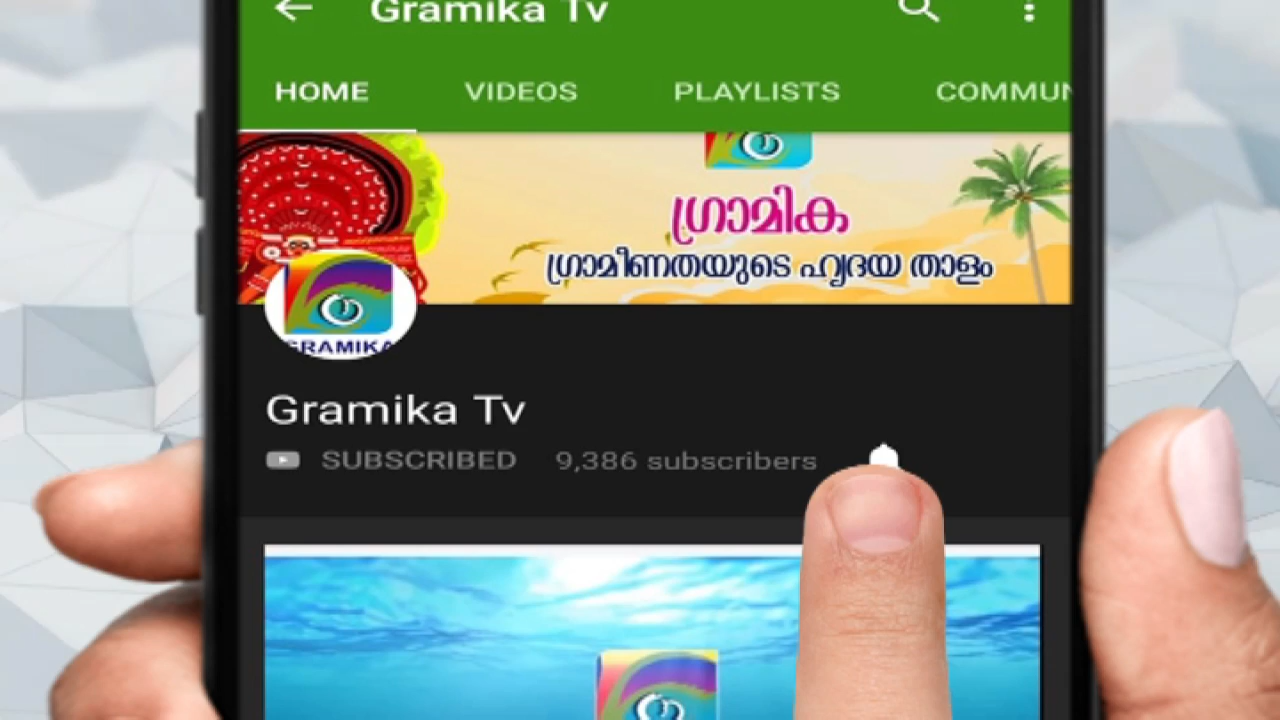 Gramika Tv
HOME VIDEOS PLAYLISTS COMMUN
ഗ്രാമിക
ഗ്രാമീണതയുടെ ഹൃദയ താളം
GRAMIKA
Gramika Tv
SUBSCRIBED 9,386 subscribers